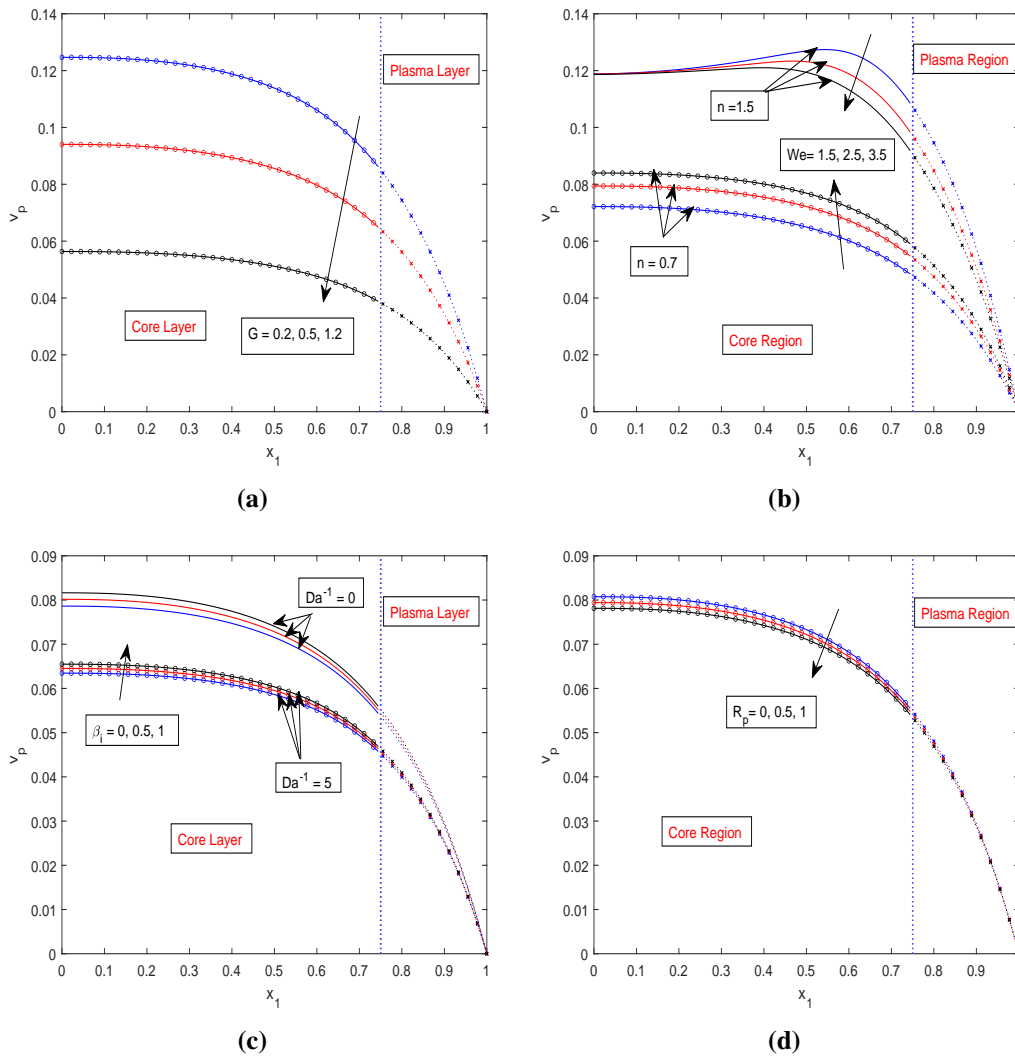 0.14
0.12
0.1
0.08
0.06
0.04
0.02
0
v_p
Plasma Layer
Core Layer
G = 0.2, 0.5, 1.2
0 0.1 0.2 0.3 0.4 0.5 0.6 0.7 0.8 0.9 1
x_1
(a)
0.14
0.12
0.1
0.08
0.06
0.04
0.02
0
v_p
Plasma Region
n =1.5
We= 1.5, 2.5, 3.5
n = 0.7
Core Region
0 0.1 0.2 0.3 0.4 0.5 0.6 0.7 0.8 0.9
x_1
(b)
0.09
0.08
0.07
0.06
0.05
0.04
0.03
0.02
0.01
0
v_p
Da^-1 = 0
Plasma Layer
β_i = 0, 0.5, 1
Da^-1 = 5
Core Layer
0 0.1 0.2 0.3 0.4 0.5 0.6 0.7 0.8 0.9 1
x_1
(c)
0.09
0.08
0.07
0.06
0.05
0.04
0.03
0.02
0.01
0
v_p
Plasma Region
R_p= 0, 0.5, 1
Core Region
0 0.1 0.2 0.3 0.4 0.5 0.6 0.7 0.8 0.9
x_1
(d)